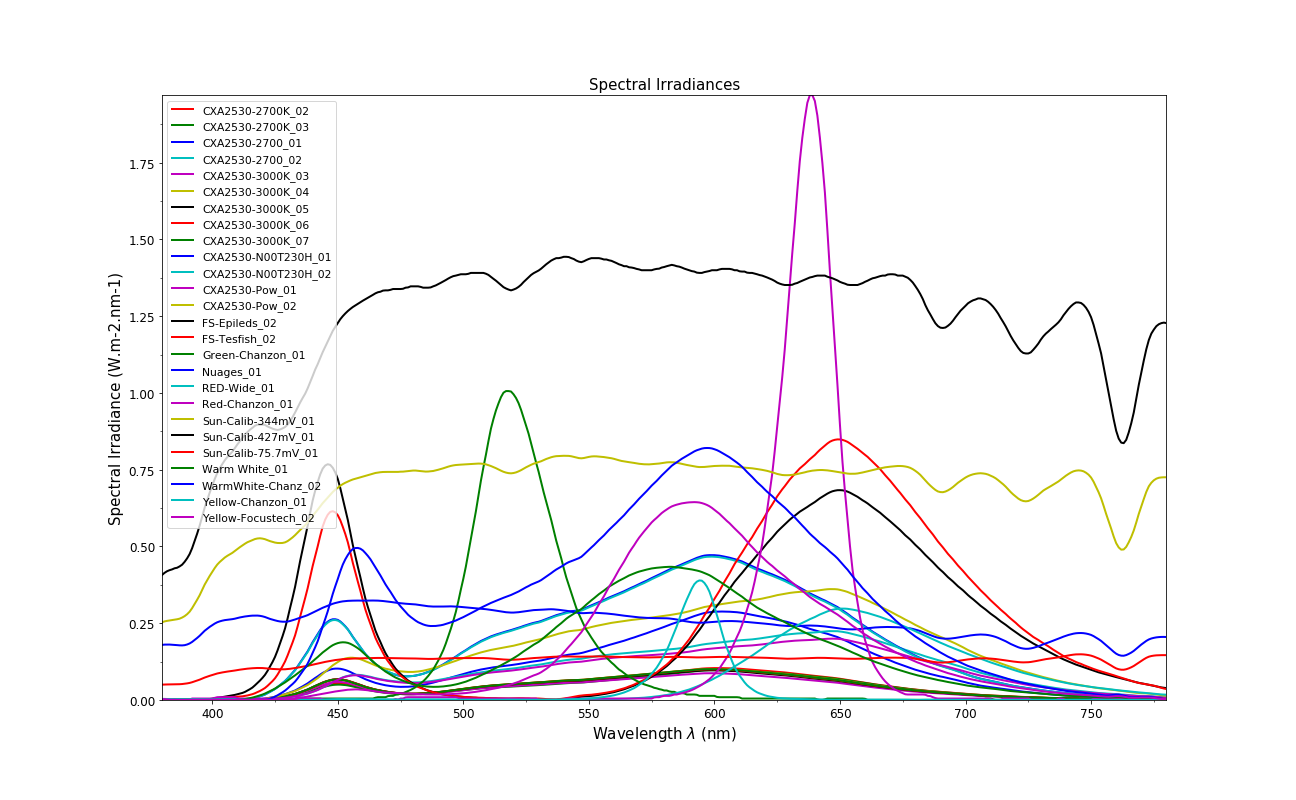 Spectral Irradiances
CXA2530-2700K_02
CXA2530-2700K_03
CXA2530-2700_01
CXA2530-2700_02
CXA2530-3000K_03
CXA2530-3000K_04
CXA2530-3000K_05
CXA2530-3000K_06
CXA2530-3000K_07
CXA2530-N00T230H_01
CXA2530-N00T230H_02
CXA2530-Pow_01
CXA2530-Pow_02
FS-Epileds_02
FS-Tesfish_02
Green-Chanzon_01
Nuages_01
RED-Wide_01
Red-Chanzon_01
Sun-Calib-344mV_01
Sun-Calib-427mV_01
Sun-Calib-75.7mV_01
Warm White_01
WarmWhite-Chanz_02
Yellow-Chanzon_01
Yellow-Focustech_02
Spectral Irradiance (W.m-2.nm-1)
1.75
1.50
1.25
1.00
0.75
0.50
0.25
0.00
400 450 500 550 600 650 700 750
Wavelength λ (nm)